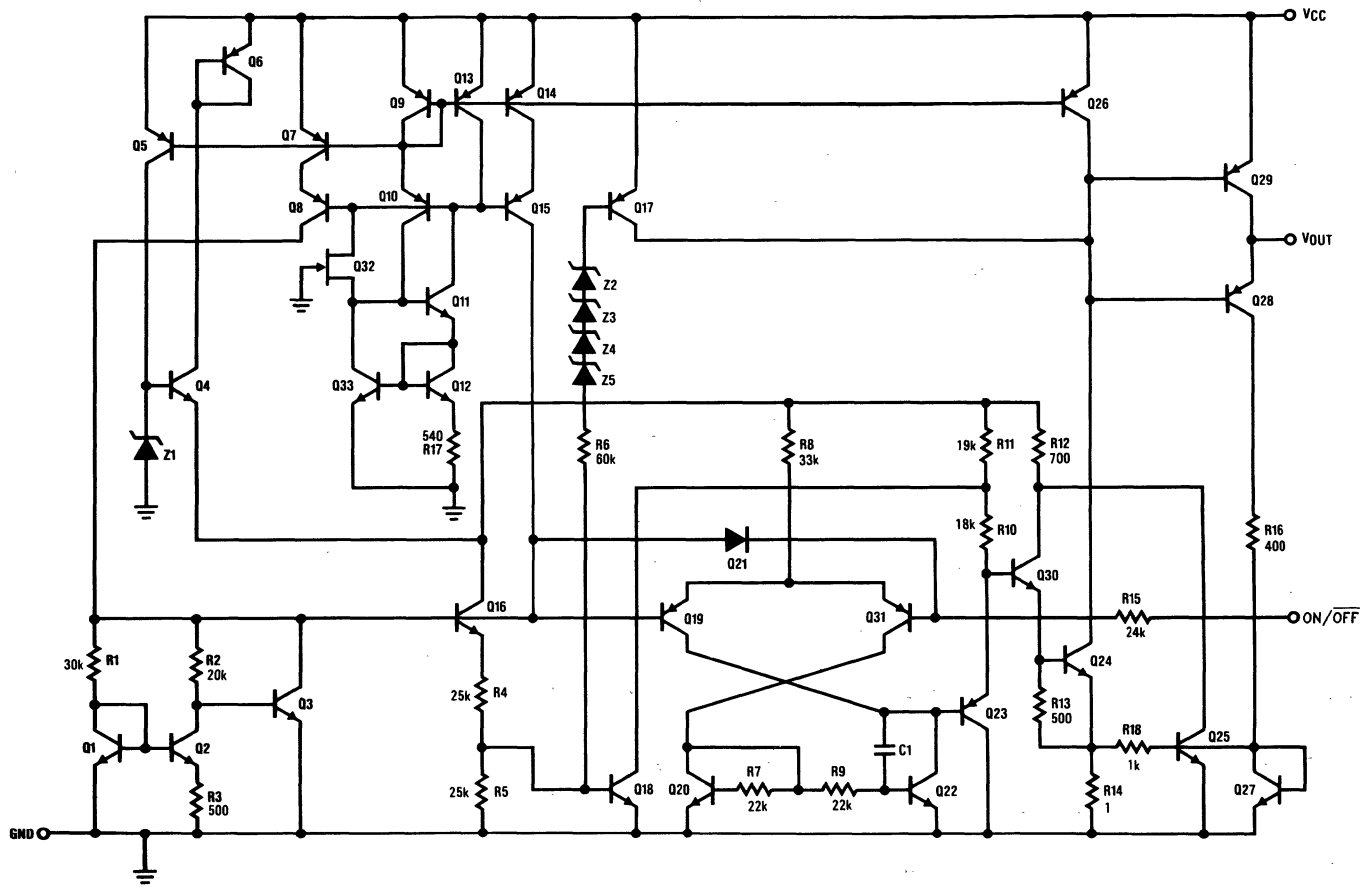 VCC
Q6
Q13
Q9
Q14
Q26
Q5
Q7
Q29
Q8
Q10
Q15
Q17
VOUT
Q32
Z2
Q11
Z3
Q28
Z4
Z5
Q4
Q33
Q12
Z1
540
R17
R6
60k
R8
33k
19k R11
R12
700
18k R10
R16
400
Q21
Q30
Q16
Q19
Q31
R15
24k
ON/OFF
30k R1
R2
20k
Q3
25k R4
Q24
R13
500
Q23
R18
1k
Q25
Q1
Q2
C1
R3
500
25k R5
Q18
Q20
R7
22k
R9
22k
Q22
R14
1
Q27
GND